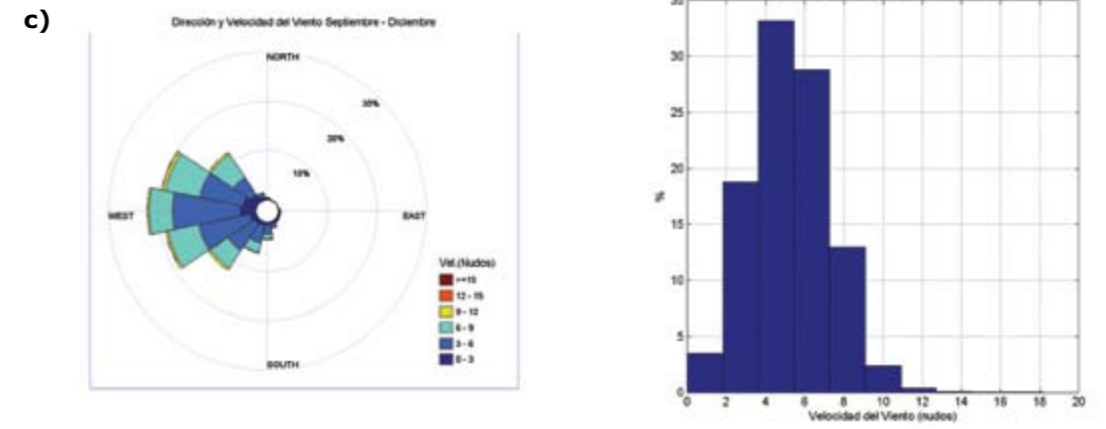 c)
Dirección y Velocidad del Viento Septiembre - Diciembre
NORTH
30%
20%
10%
WEST
EAST
SOUTH
Vel.(Nudos)
>=15
12 - 15
9 - 12
6 - 9
3 - 6
0 - 3
35
30
25
20
15
10
5
0
%
0 2 4 6 8 10 12 14 16 18 20
Velocidad del Viento (nudos)